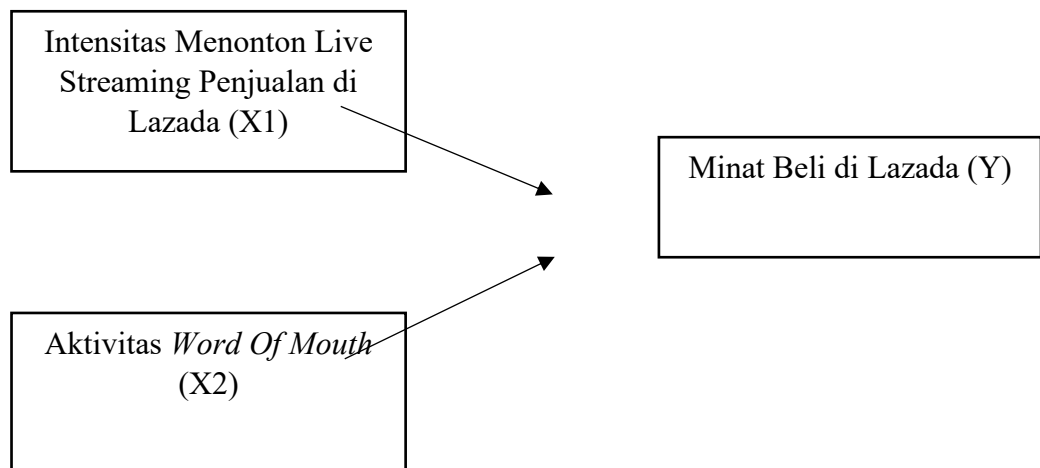 Intensitas Menonton Live
Streaming Penjualan di
Lazada (X1)
Minat Beli di Lazada (Y)
Aktivitas Word Of Mouth
(X2)